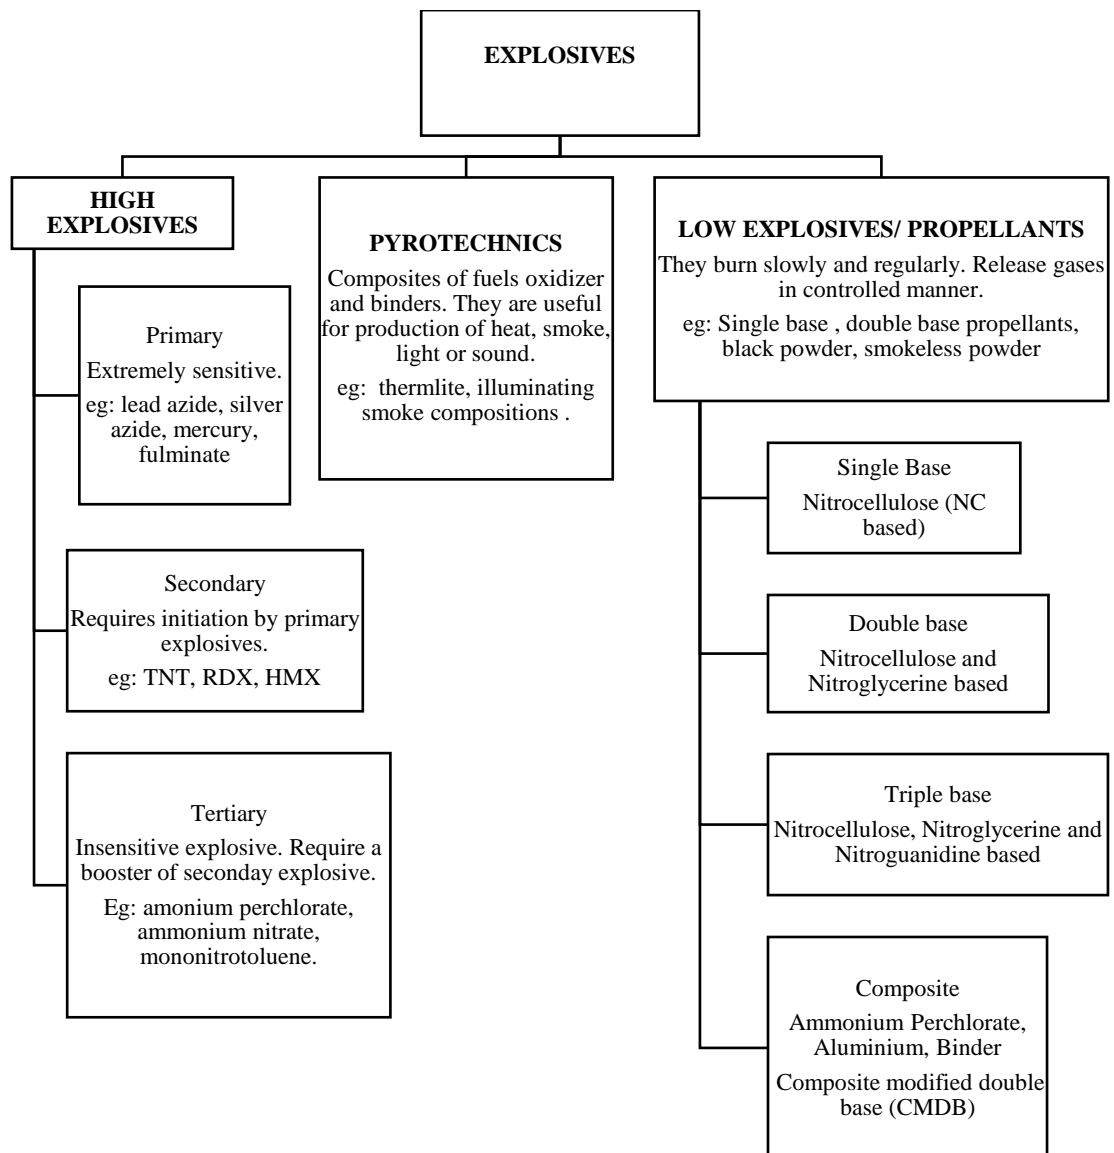 EXPLOSIVES
HIGH
EXPLOSIVES
Primary
Extremely sensitive.
eg: lead azide, silver
azide, mercury,
fulminate
Secondary
Requires initiation by primary
explosives.
eg: TNT, RDX, HMX
Tertiary
Insensitive explosive. Require a
booster of seconday explosive.
Eg: amonium perchlorate,
ammonium nitrate,
mononitrotoluene.
PYROTECHNICS
Composites of fuels oxidizer
and binders. They are useful
for production of heat, smoke,
light or sound.
eg: thermlite, illuminating
smoke compositions .
LOW EXPLOSIVES/ PROPELLANTS
They burn slowly and regularly. Release gases
in controlled manner.
eg: Single base , double base propellants,
black powder, smokeless powder
Single Base
Nitrocellulose (NC
based)
Double base
Nitrocellulose and
Nitroglycerine based
Triple base
Nitrocellulose, Nitroglycerine and
Nitroguanidine based
Composite
Ammonium Perchlorate,
Aluminium, Binder
Composite modified double
base (CMDB)